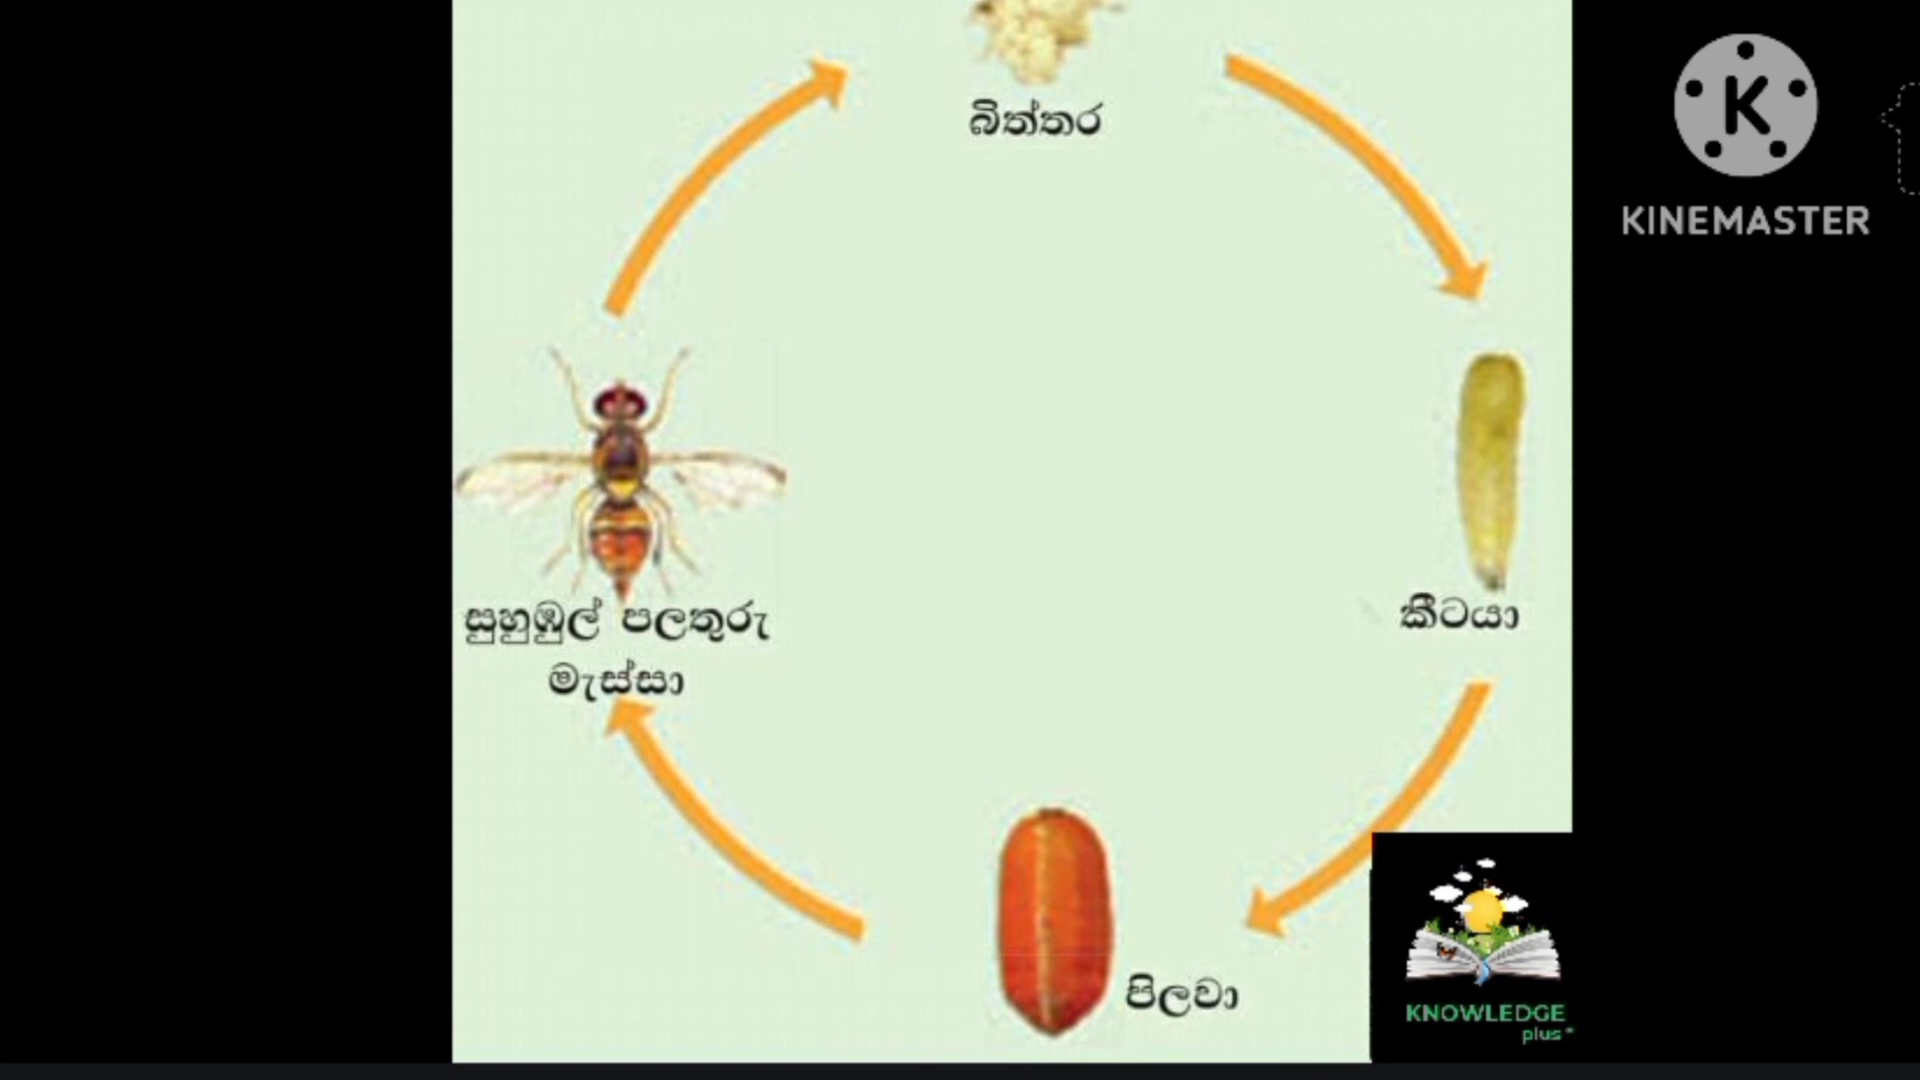 බිත්තර
K
KINEMASTER
සුහුඹුල් පලතුරු
මැස්සා
කීටයා
පිලවා
KNOWLEDGE
plus +